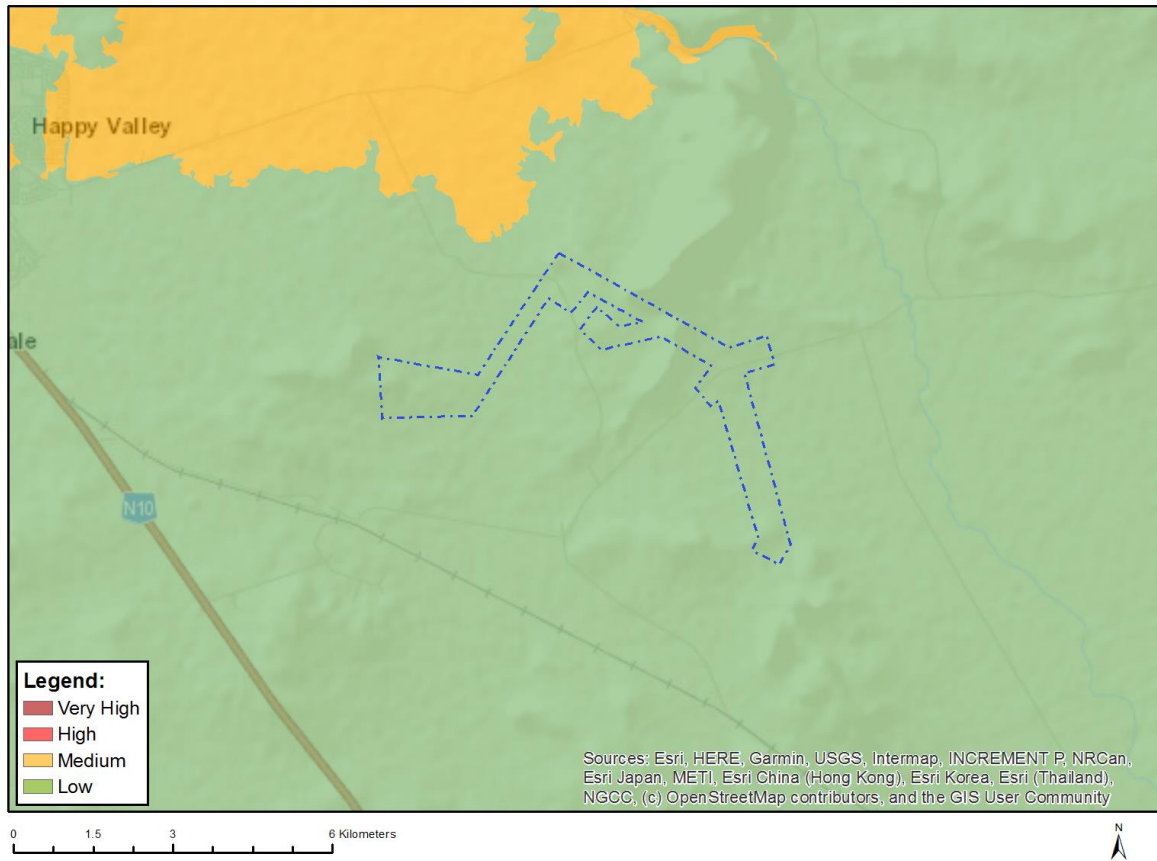 Happy Valley
ale
N10
Legend:
Very High
High
Medium
Low
Sources: Esri, HERE, Garmin, USGS, Intermap, INCREMENT P, NRCan,
Esri Japan, METI, Esri China (Hong Kong), Esri Korea, Esri (Thailand),
NGCC, (c) OpenStreetMap contributors, and the GIS User Community
0 1.5 3 6 Kilometers
N